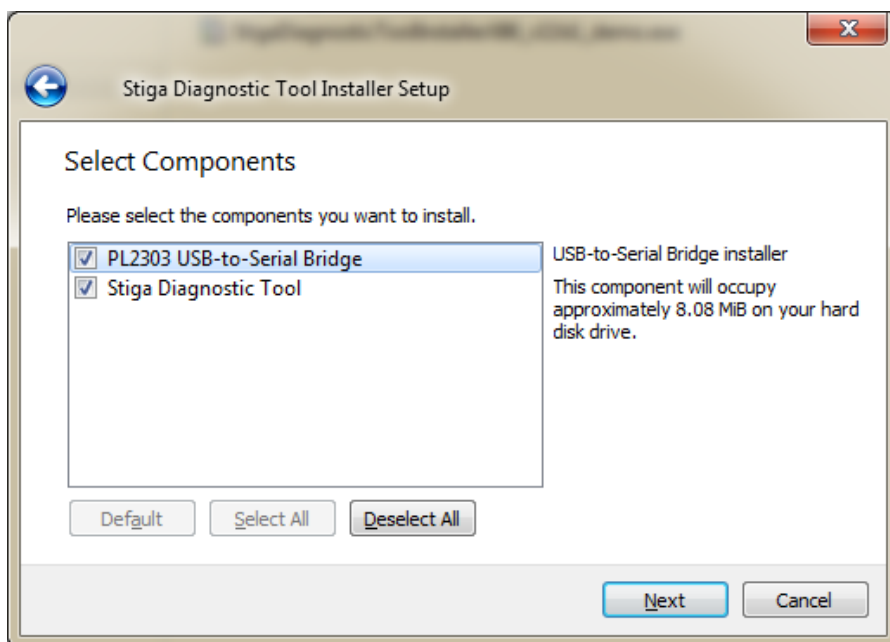 Stiga Diagnostic Tool Installer Setup
Select Components
Please select the components you want to install.
PL2303 USB-to-Serial Bridge
Stiga Diagnostic Tool
USB-to-Serial Bridge installer
This component will occupy
approximately 8.08 MiB on your hard
disk drive.
Default
Select All
Deselect All
Next
Cancel